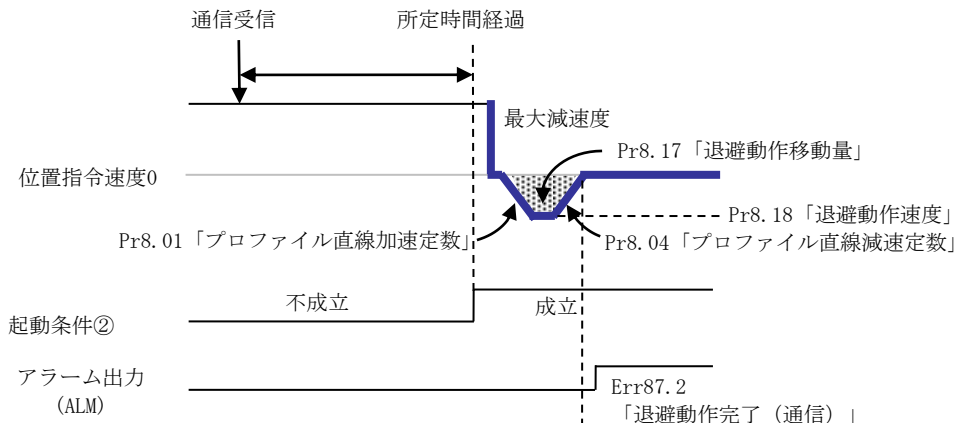 通信受信
所定時間経過
最大減速度
Pr8.17「退避動作移動量」
位置指令速度0
Pr8.18「退避動作速度」
Pr8.01「プロファイル直線加速定数」
Pr8.04「プロファイル直線減速定数」
不成立
成立
起動条件②
アラーム出力
(ALM)
Err87.2
「退避動作完了（通信）」